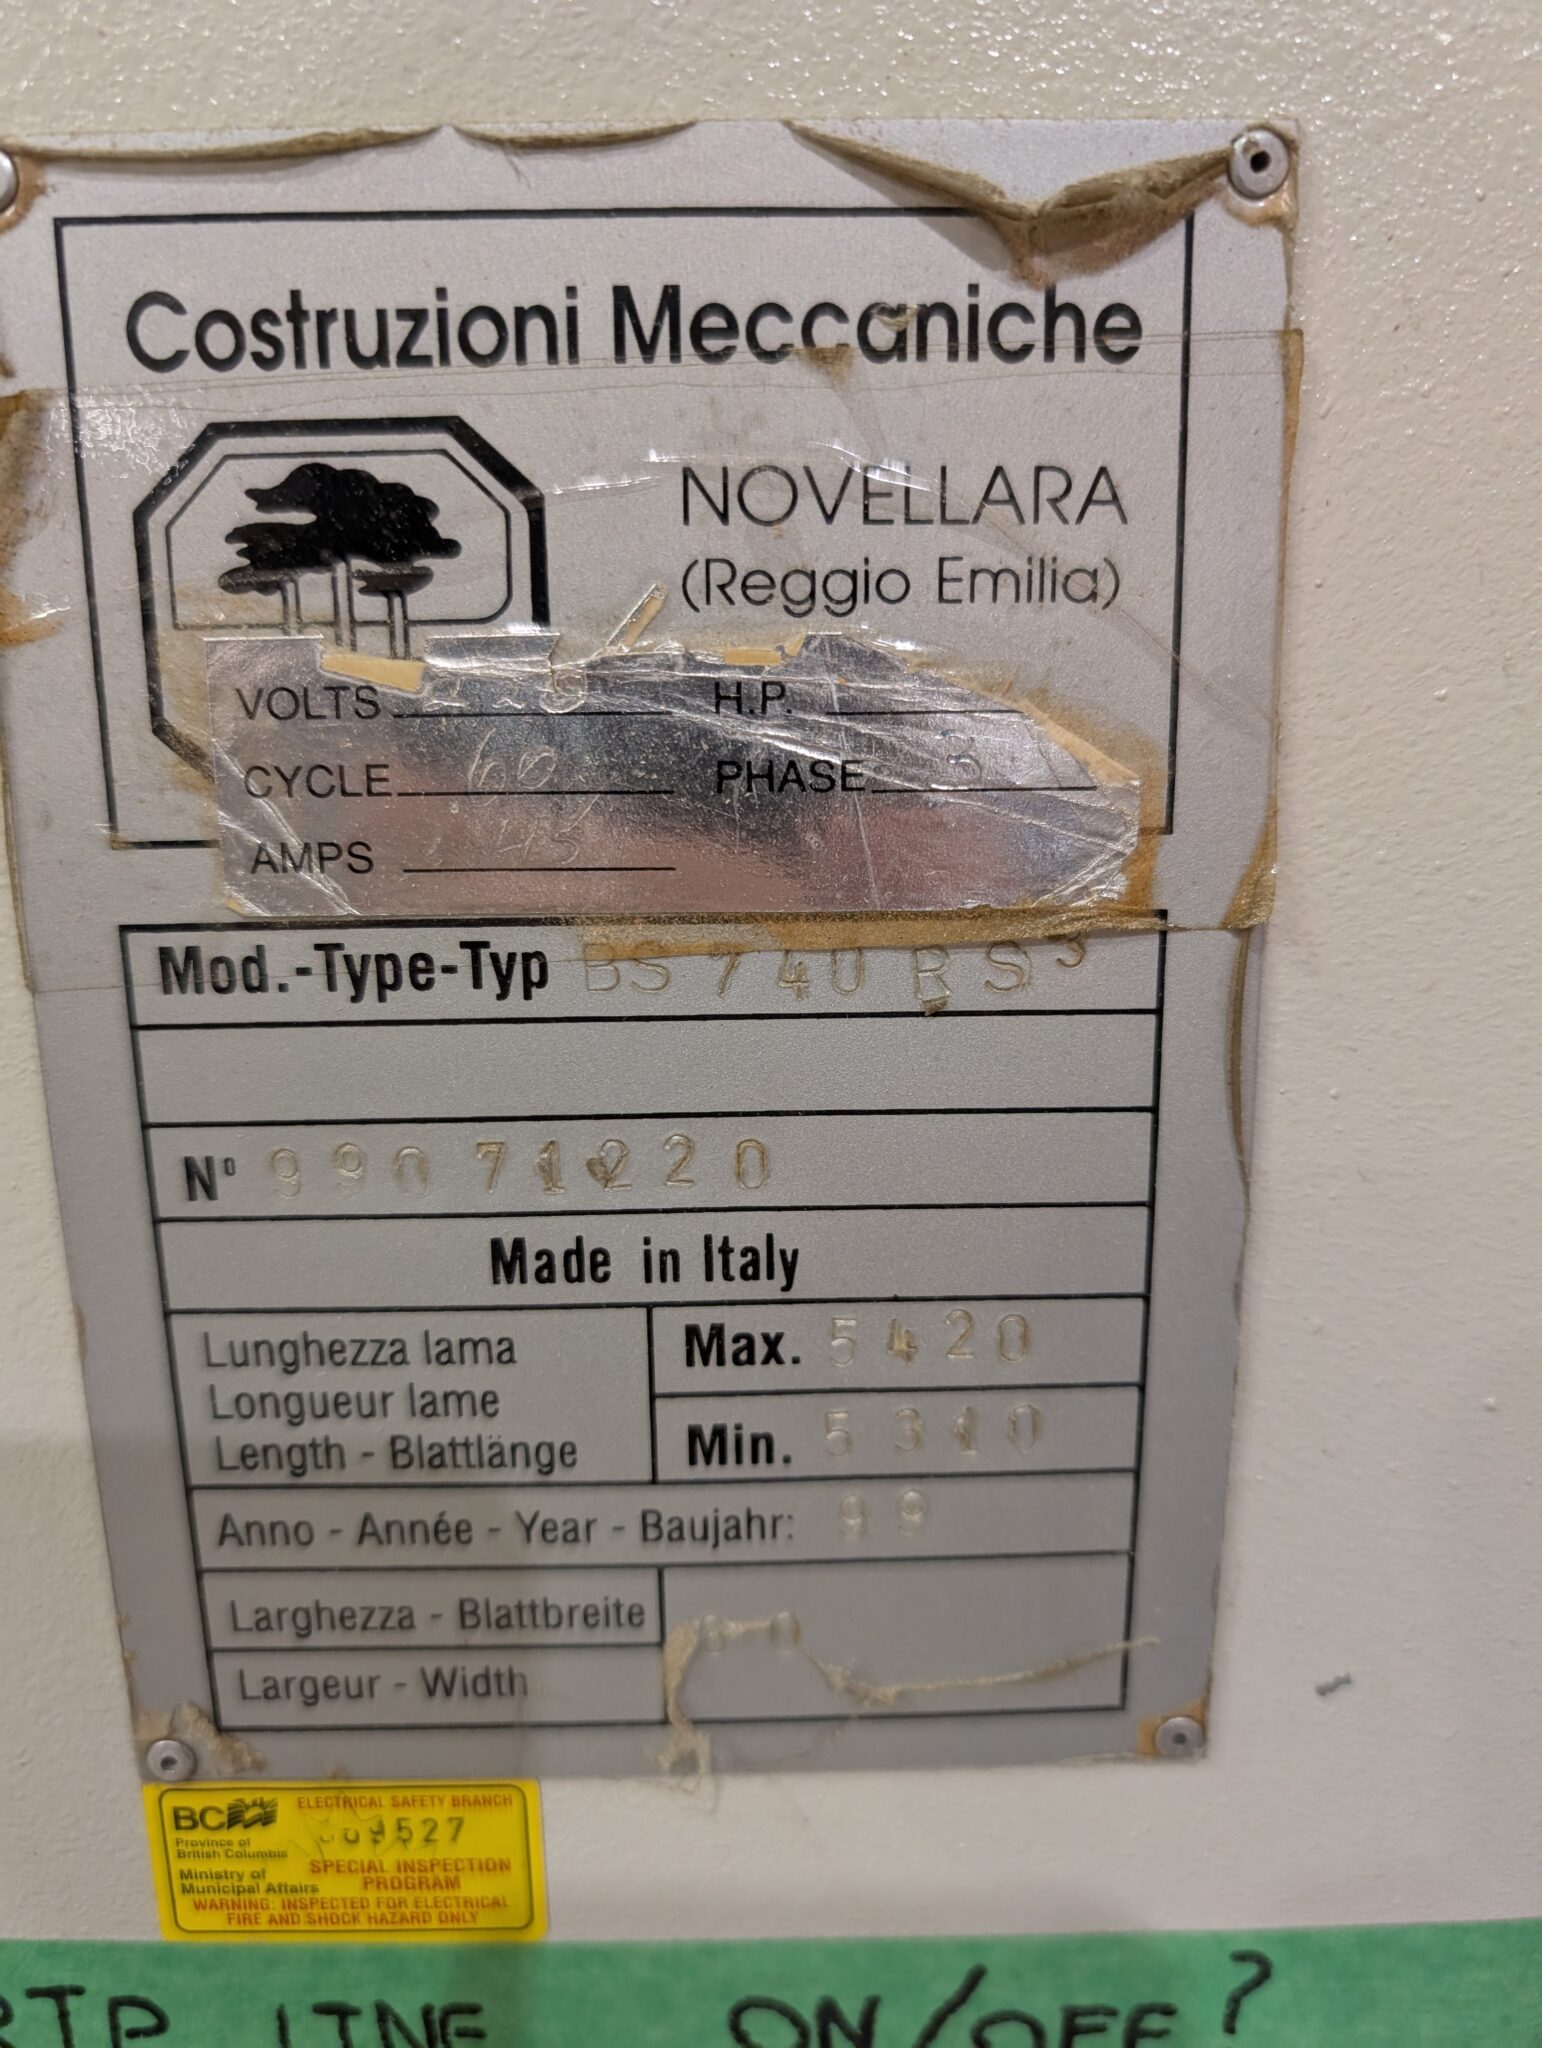 Costruzioni Meccaniche
NOVELLARA
(Reggio Emilia)
VOLTS H.P.
CYCLE 60 PHASE 3
AMPS
Mod.-Type-Typ BS 740 RS 3
N° 99071220
Made in Italy
Lunghezza lama
Longueur lame
Length - Blattlänge
Max. 5420
Min. 5310
Anno - Année - Year - Baujahr: 99
Larghezza - Blattbreite
Largeur - Width
BC
Province of
British Columbia
Ministry of
Municipal Affairs
ELECTRICAL SAFETY BRANCH
SPECIAL INSPECTION
PROGRAM
WARNING: INSPECTED FOR ELECTRICAL
FIRE AND SHOCK HAZARD ONLY
LINE ON/OFF?